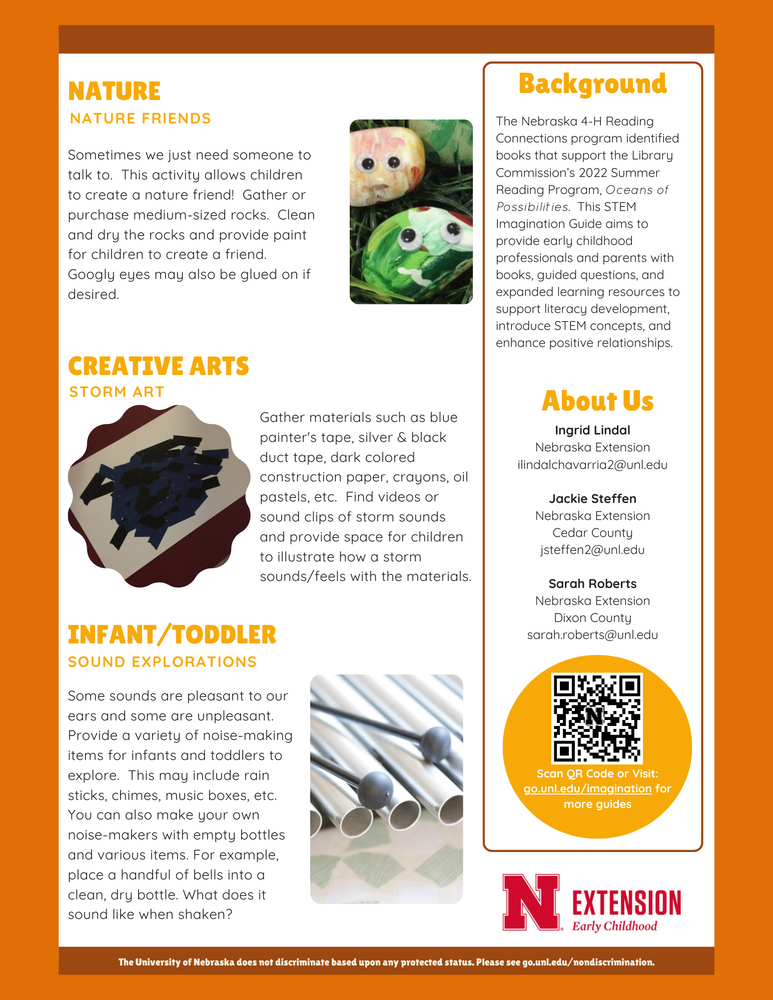 NATURE
NATURE FRIENDS
Sometimes we just need someone to
talk to. This activity allows children
to create a nature friend! Gather or
purchase medium-sized rocks. Clean
and dry the rocks and provide paint
for children to create a friend.
Googly eyes may also be glued on if
desired.
CREATIVE ARTS
STORM ART
Gather materials such as blue
painter's tape, silver & black
duct tape, dark colored
construction paper, crayons, oil
pastels, etc. Find videos or
sound clips of storm sounds
and provide space for children
to illustrate how a storm
sounds/feels with the materials.
INFANT/TODDLER
SOUND EXPLORATIONS
Some sounds are pleasant to our
ears and some are unpleasant.
Provide a variety of noise-making
items for infants and toddlers to
explore. This may include rain
sticks, chimes, music boxes, etc.
You can also make your own
noise-makers with empty bottles
and various items. For example,
place a handful of bells into a
clean, dry bottle. What does it
sound like when shaken?
Background
The Nebraska 4-H Reading
Connections program identified
books that support the Library
Commission's 2022 Summer
Reading Program, Oceans of
Possibilities. This STEM
Imagination Guide aims to
provide early childhood
professionals and parents with
books, guided questions, and
expanded learning resources to
support literacy development,
introduce STEM concepts, and
enhance positive relationships.
About Us
Ingrid Lindal
Nebraska Extension
ilindalchavarria2@unl.edu
Jackie Steffen
Nebraska Extension
Cedar County
jsteffen2@unl.edu
Sarah Roberts
Nebraska Extension
Dixon County
sarah.roberts@unl.edu
N
Scan QR Code or Visit:
go.unl.edu/imagination for
more guides
N EXTENSION
Early Childhood
The University of Nebraska does not discriminate based upon any protected status. Please see go.unl.edu/nondiscrimination.